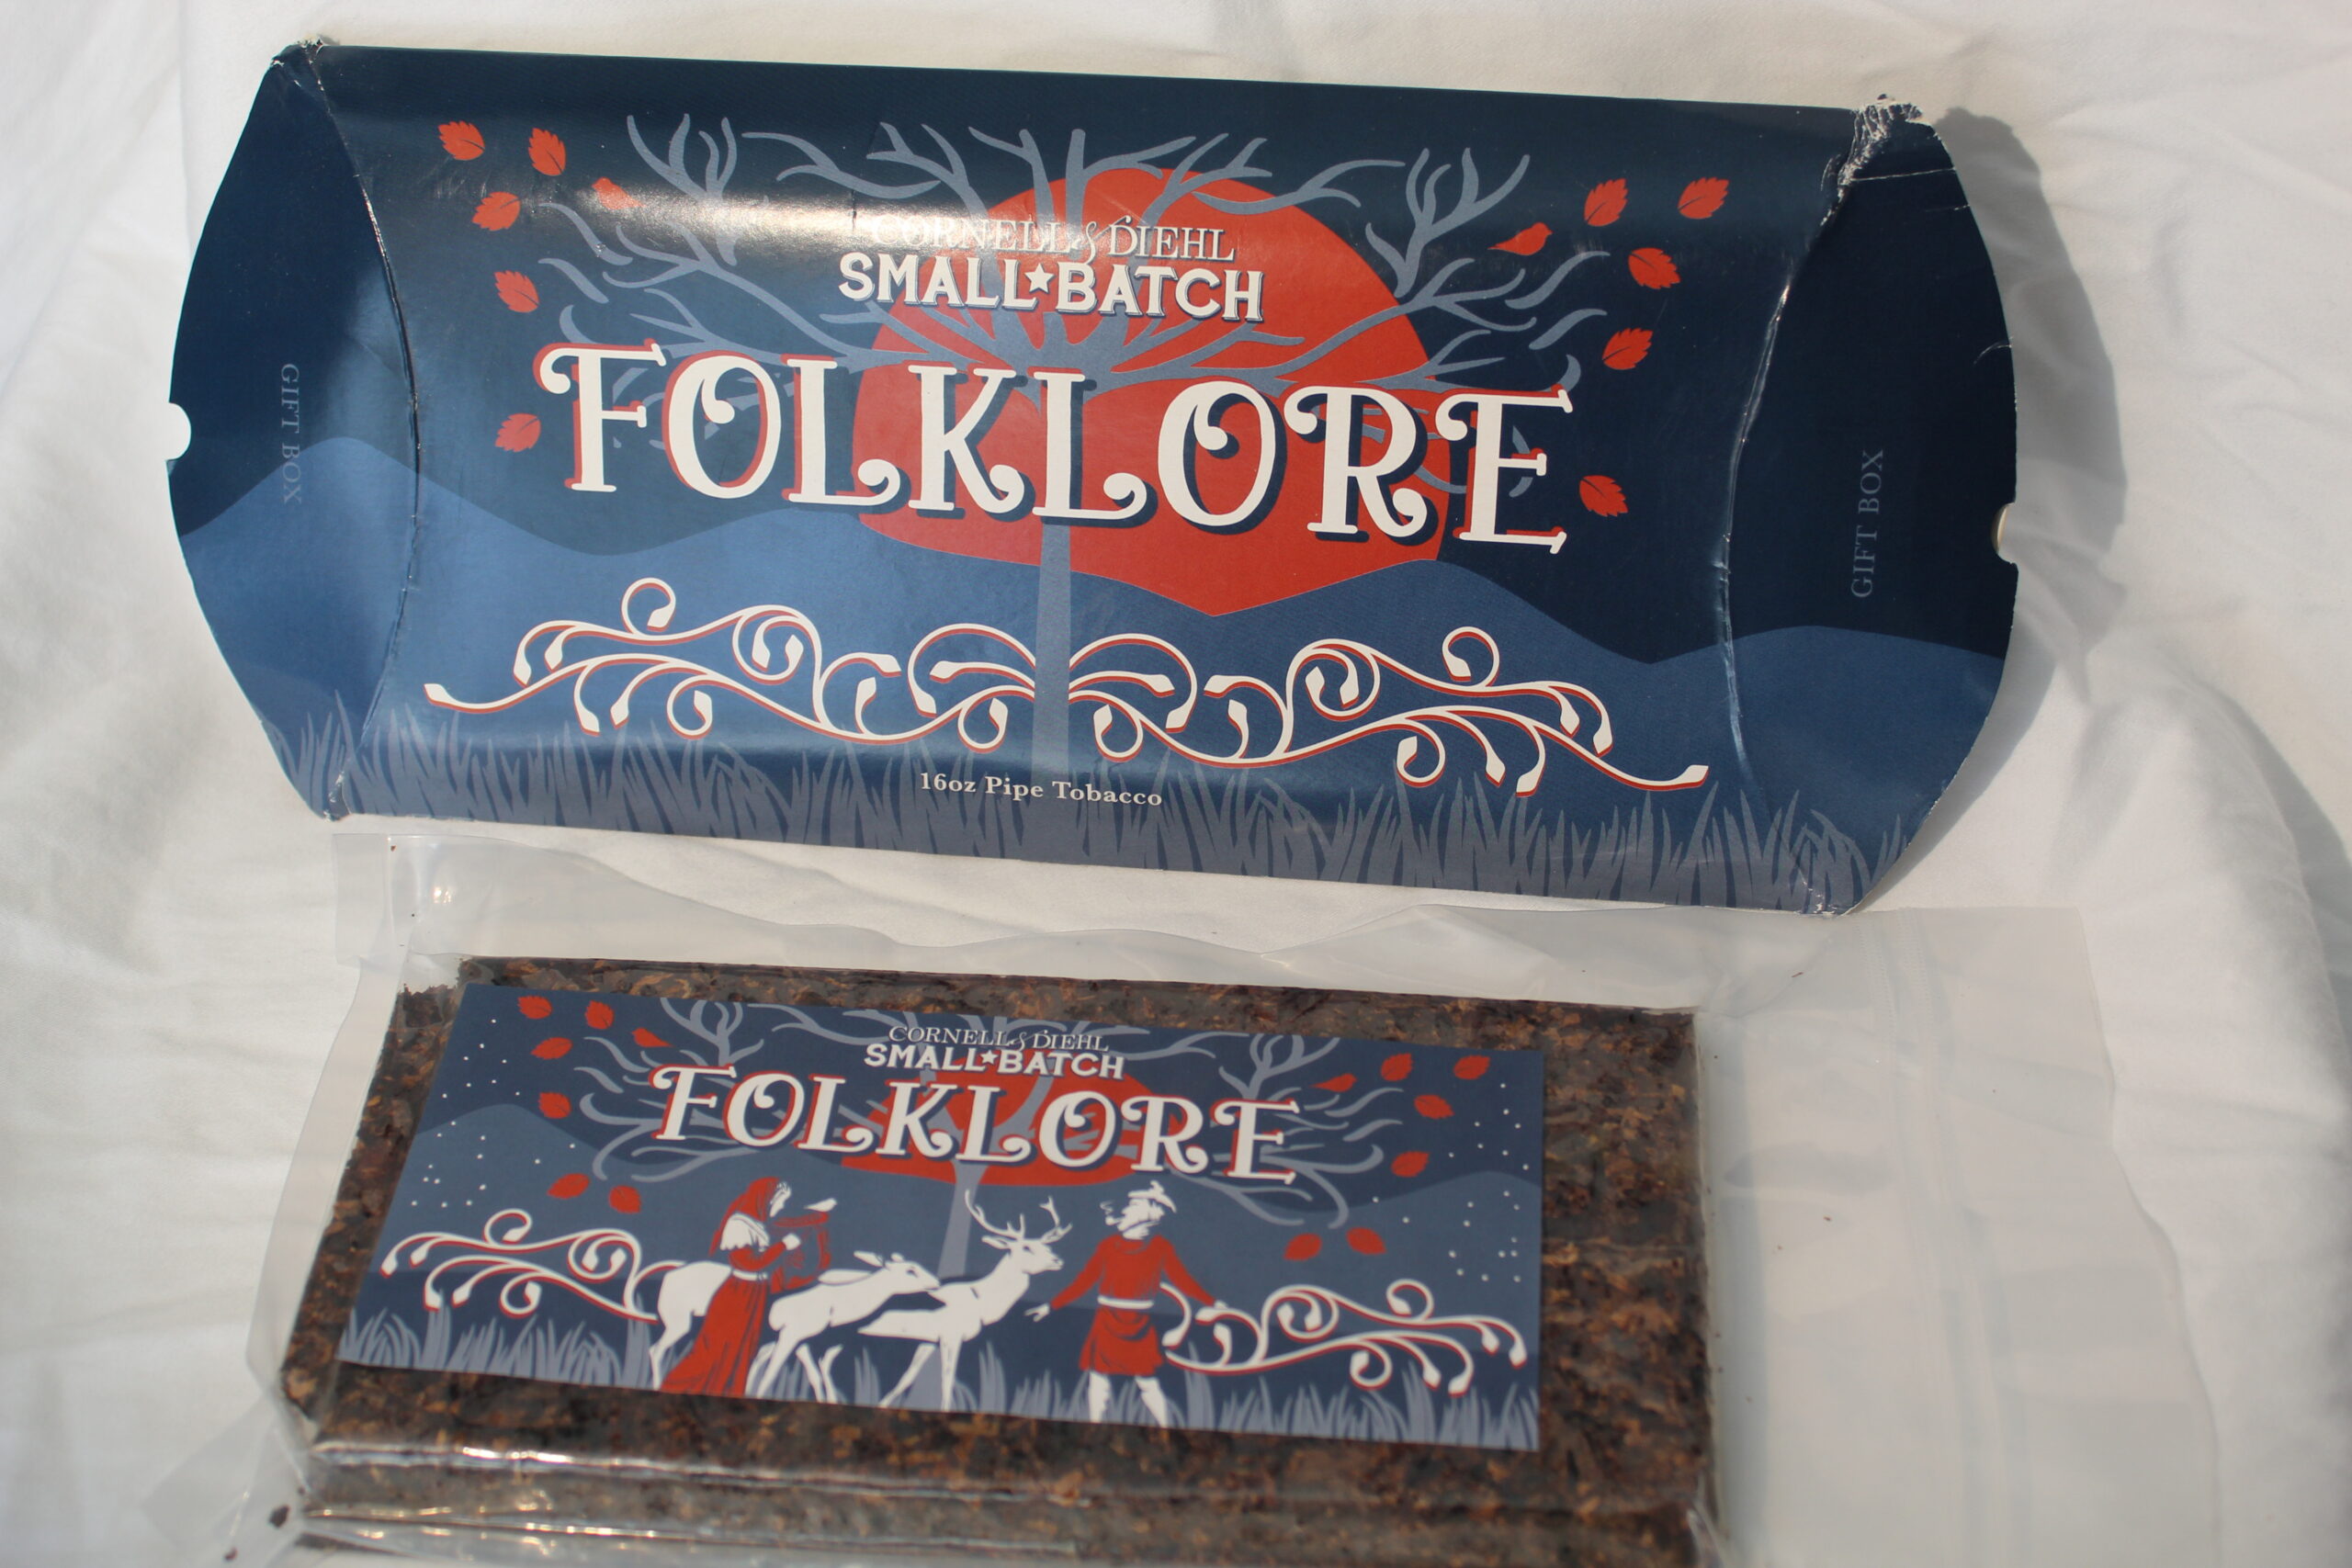 CORNELL & DIEHL
SMALL★BATCH
FOLKLORE
GIFT BOX
GIFT BOX
16oz Pipe Tobacco
CORNELL & DIEHL
SMALL★BATCH
FOLKLORE